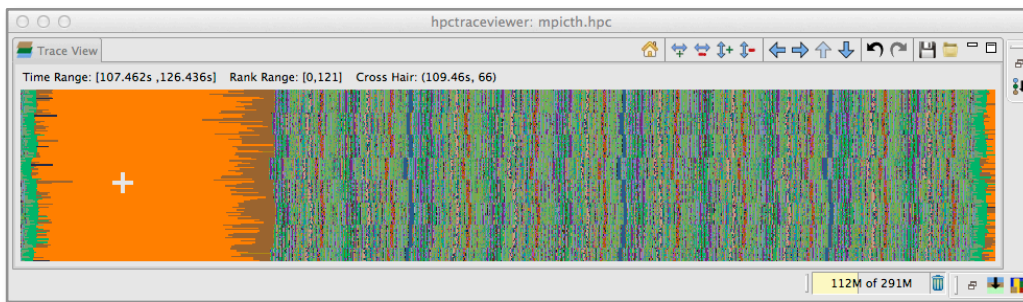 hpctraceviewer: mpicth.hpc
Trace View
Time Range: [107.462s ,126.436s] Rank Range: [0,121] Cross Hair: (109.46s, 66)
112M of 291M